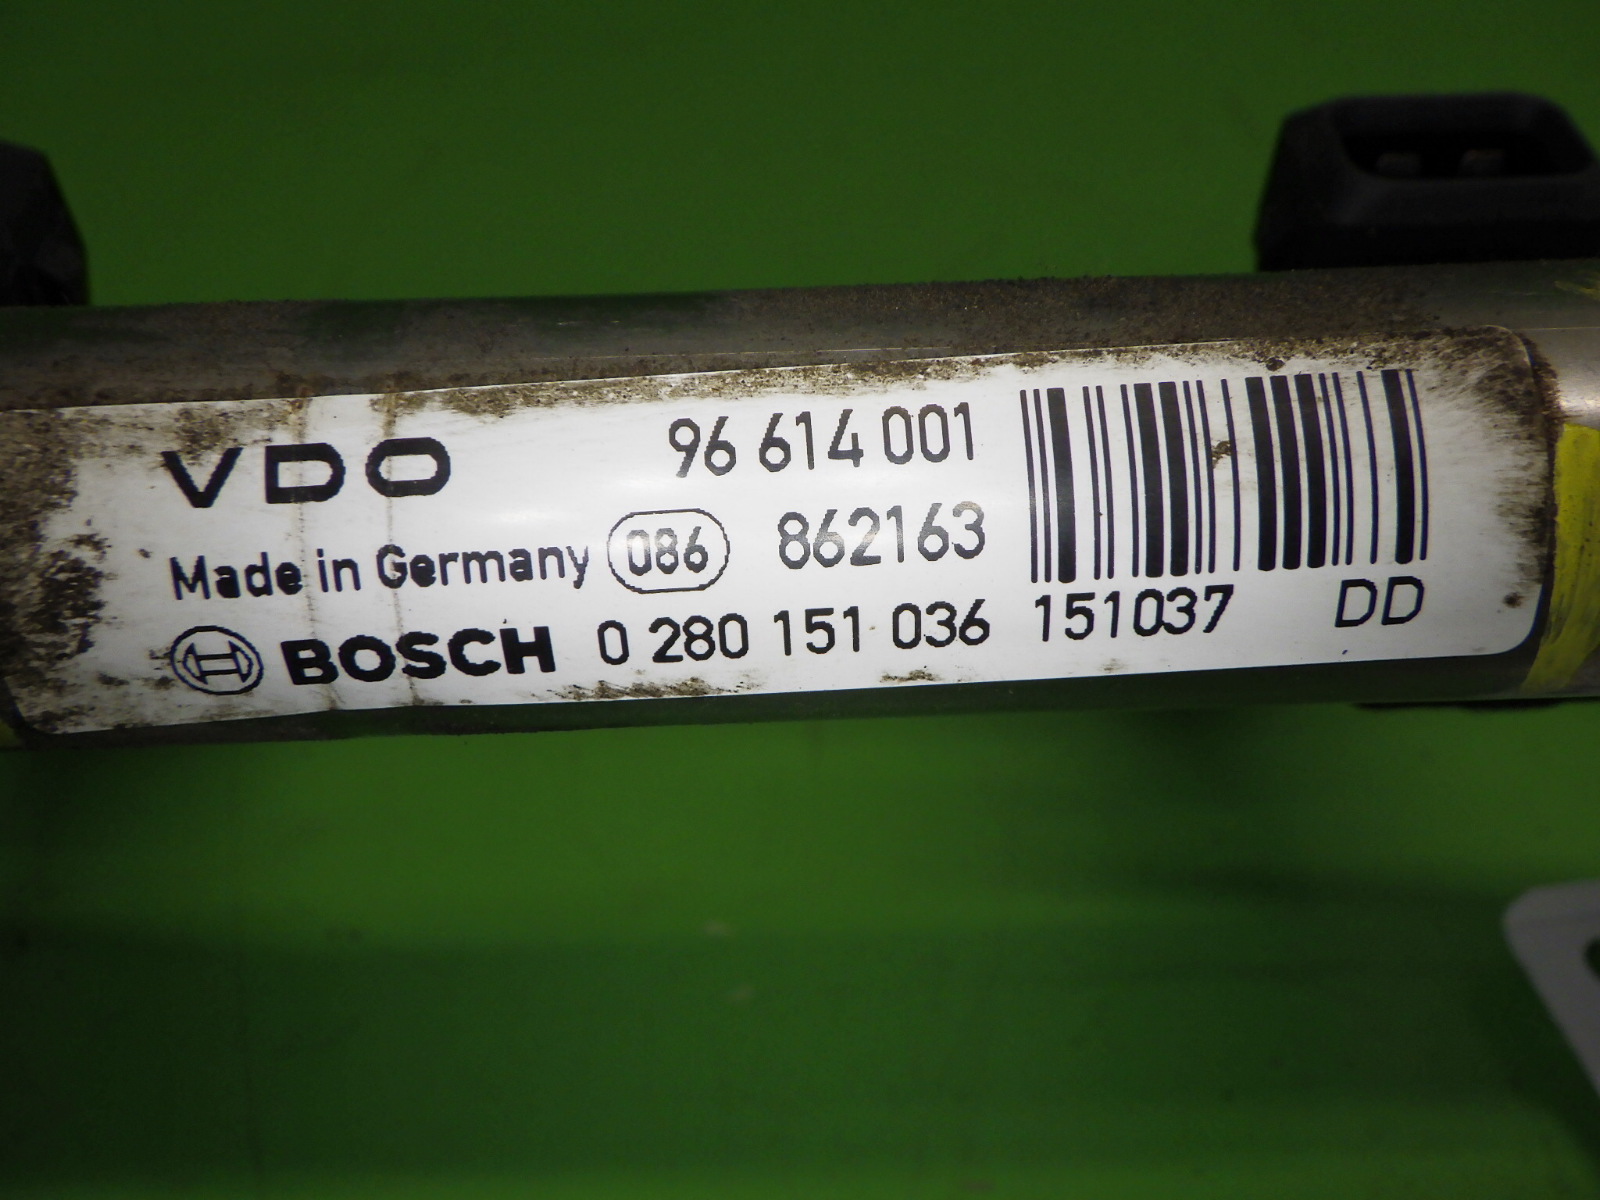 VDO 96 614 001
Made in Germany 086 862163
BOSCH 0 280 151 036 151037 DD